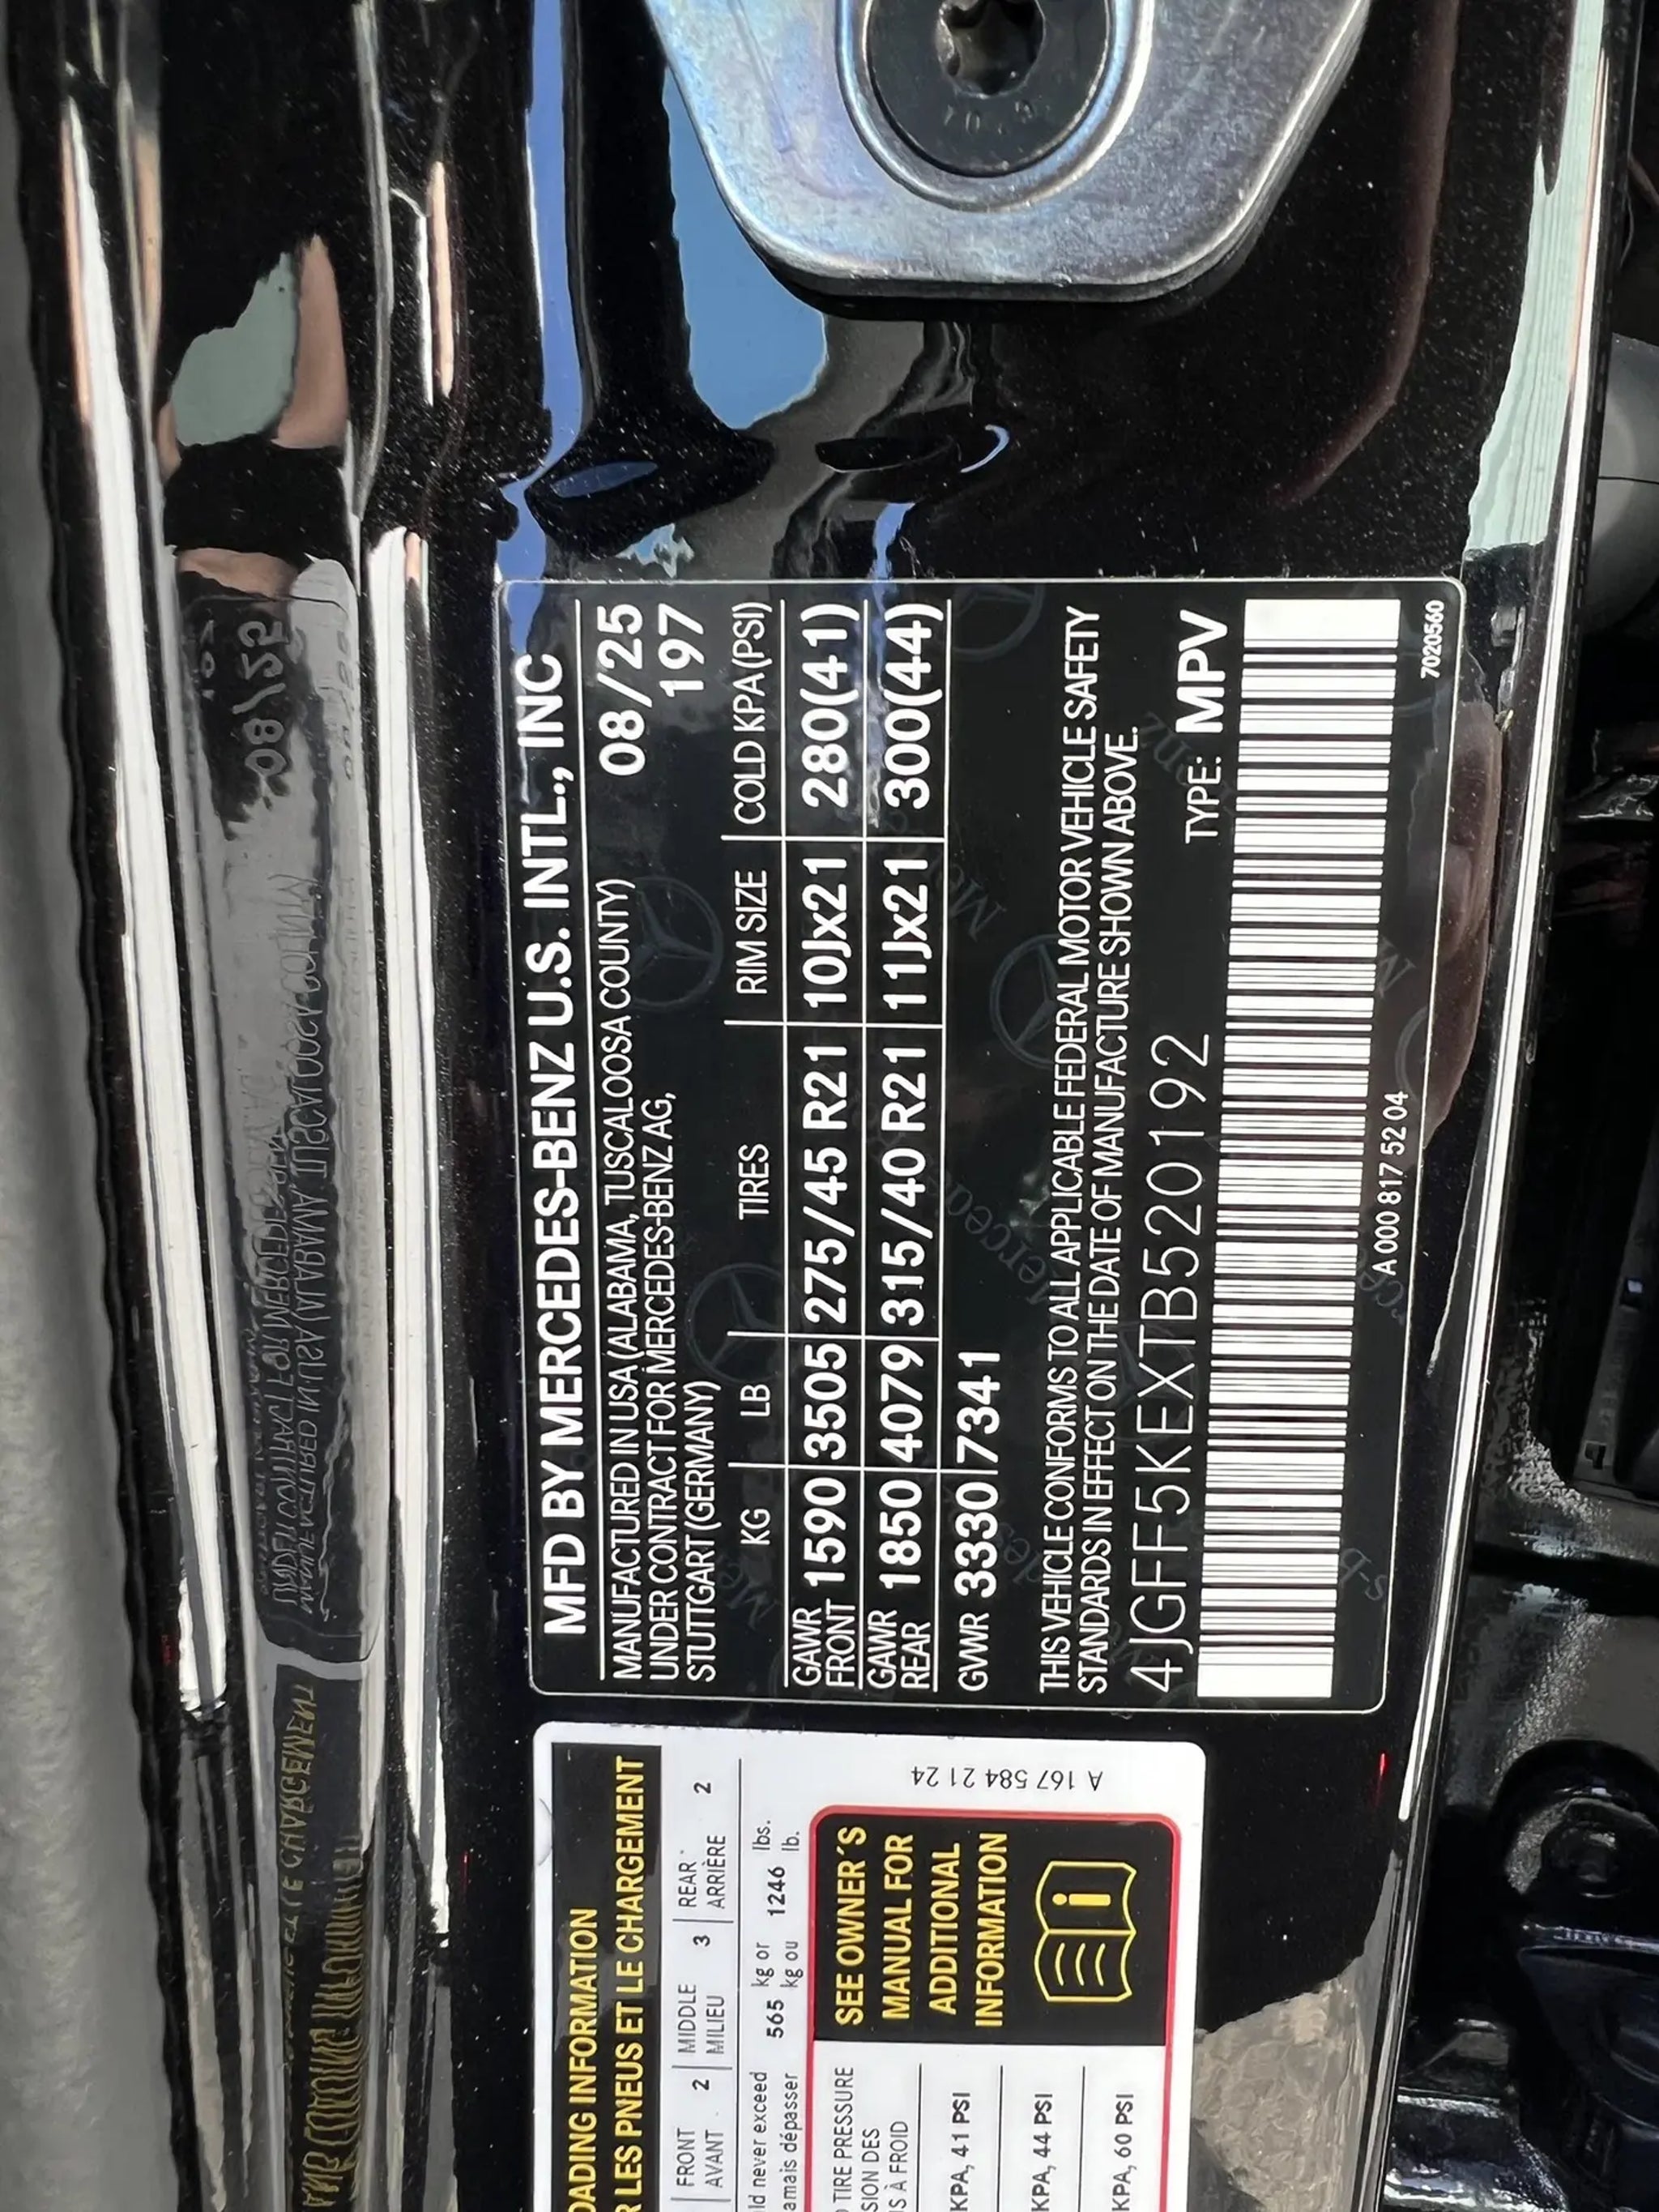 MFD BY MERCEDES-BENZ U.S. INTL., INC
MANUFACTURED IN USA (ALABAMA, TUSCALOOSA COUNTY) 08/25
UNDER CONTRACT FOR MERCEDES-BENZ AG, 197
STUTTGART (GERMANY)
KG LB TIRES RIM SIZE COLD KPA(PSI)
GAWR FRONT 1590 3505 275/45 R21 10Jx21 280(41)
GAWR REAR 1850 4079 315/40 R21 11Jx21 300(44)
GVWR 3330 7341
THIS VEHICLE CONFORMS TO ALL APPLICABLE FEDERAL MOTOR VEHICLE SAFETY
STANDARDS IN EFFECT ON THE DATE OF MANUFACTURE SHOWN ABOVE.
4JGFF5KEXTB520192 TYPE: MPV
A 000 817 52 04
7020560
INFORMATION
LES PNEUS ET LE CHARGEMENT
FRONT 2 MIDDLE 3 REAR 2
AVANT MILIEU ARRIÈRE
never exceed 565 kg or 1246 lbs.
dépasser kg ou lb.
A 167 584 21 24
TIRE PRESSURE
DES
À FROID
KPA, 41 PSI
KPA, 44 PSI
KPA, 60 PSI
SEE OWNER'S
MANUAL FOR
ADDITIONAL
INFORMATION